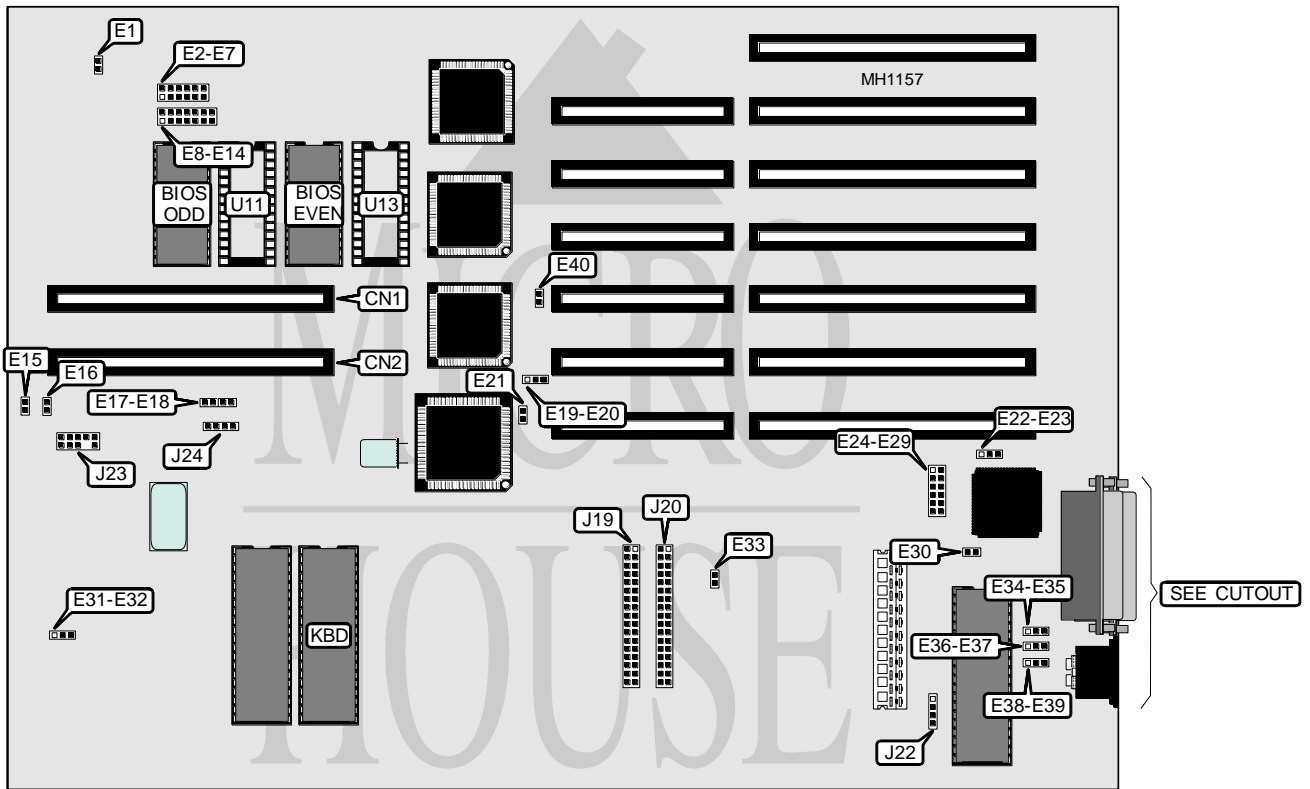 E1
E2-E7
MH1157
E8-E14
BIOS
ODD
U11
BIOS
EVEN
U13
E40
CN1
E15
E16
CN2
E21
E17-E18
E19-E20
E22-E23
E24-E29
J23
J24
J19
J20
E33
E30
SEE CUTOUT
E31-E32
KBD
E34-E35
E36-E37
E38-E39
J22
MICRO
HOUSE